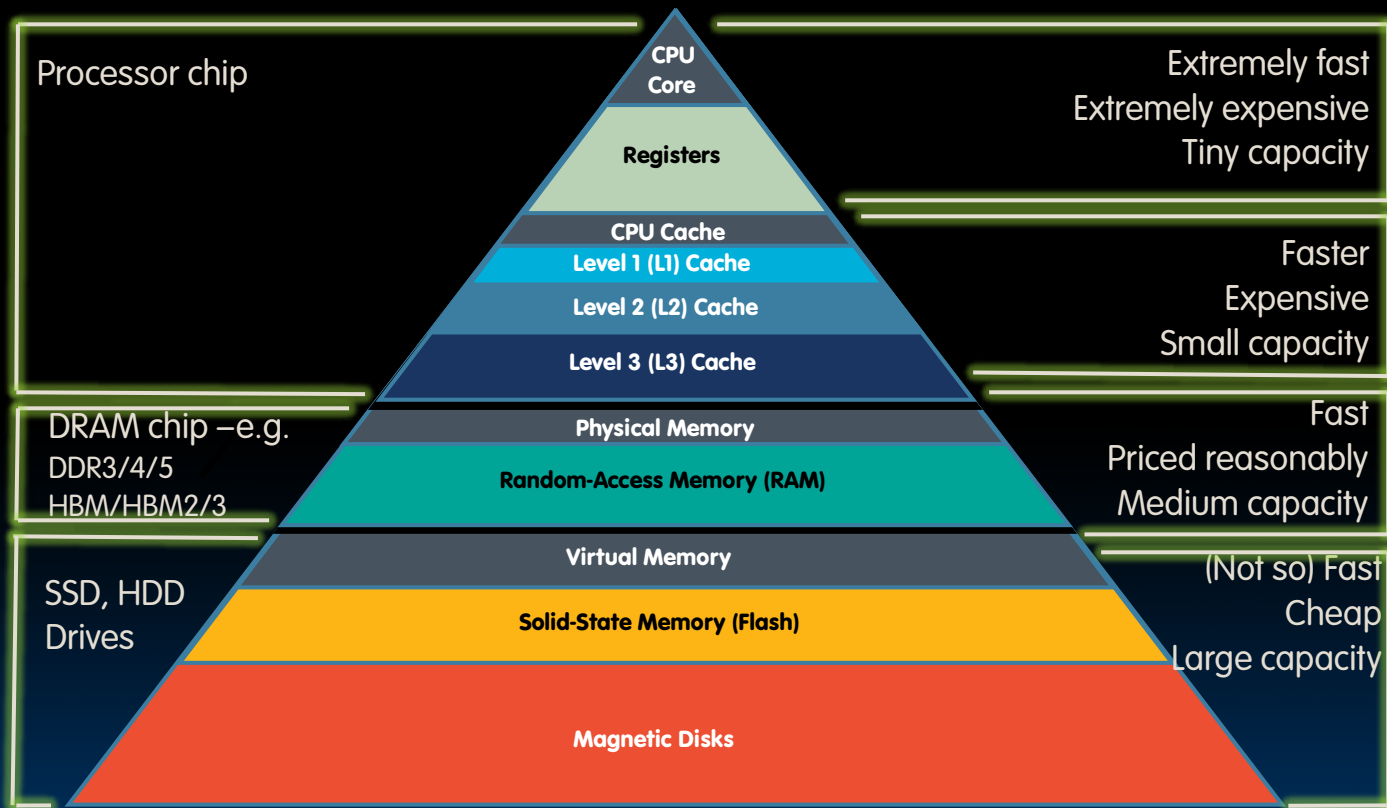 Processor chip
CPU
Core
Registers
CPU Cache
Level 1 (L1) Cache
Level 2 (L2) Cache
Level 3 (L3) Cache
Extremely fast
Extremely expensive
Tiny capacity
Faster
Expensive
Small capacity
DRAM chip –e.g.
DDR3/4/5
HBM/HBM2/3
Physical Memory
Random-Access Memory (RAM)
Fast
Priced reasonably
Medium capacity
SSD, HDD
Drives
Virtual Memory
Solid-State Memory (Flash)
Magnetic Disks
(Not so) Fast
Cheap
Large capacity